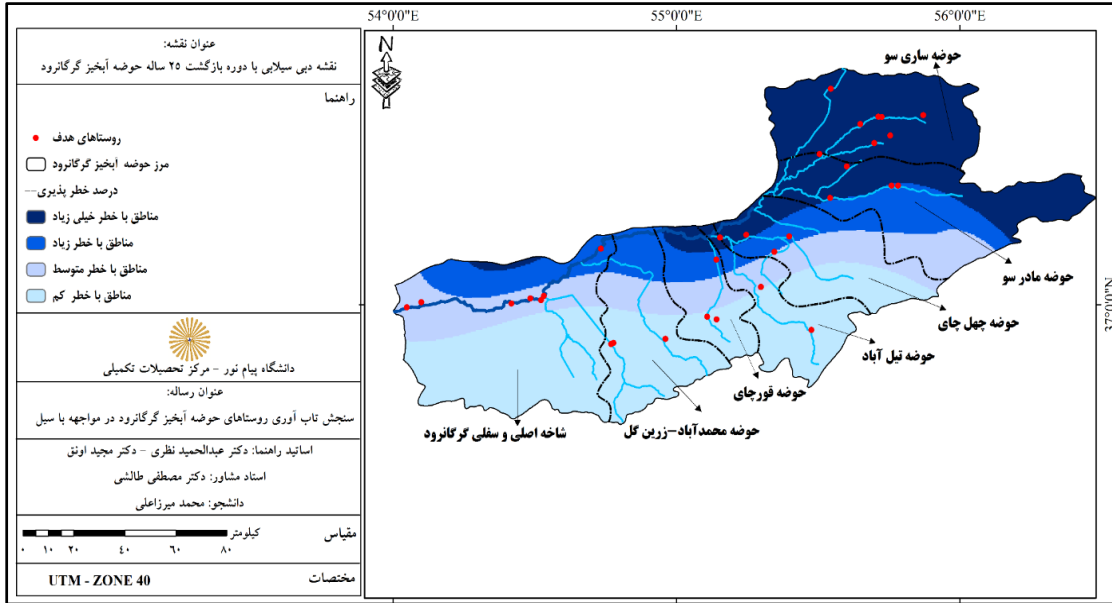 عنوان نقشه:
نقشه دبی سیلابی با دوره بازگشت ۲۵ ساله حوضه آبخیز گرگانرود
راهنما
روستاهای هدف
مرز حوضه آبخیز گرگانرود
درصد خطر پذیری
مناطق با خطر خیلی زیاد
مناطق با خطر زیاد
مناطق با خطر متوسط
مناطق با خطر کم
دانشگاه پیام نور – مرکز تحصیلات تکمیلی
عنوان رساله:
سنجش تاب آوری روستاهای حوضه آبخیز گرگانرود در مواجهه با سیل
اساتید راهنما: دکتر عبدالحمید نظری – دکتر مجید اونق
استاد مشاور: دکتر مصطفی طالشی
دانشجو: محمد میرزاعلی
مقیاس
کیلومتر
۰ ۱۰ ۲۰ ۴۰ ۶۰ ۸۰
مختصات
UTM - ZONE 40
54°0'0"E 55°0'0"E 56°0'0"E
N
37°0'0"N
حوضه ساری سو
حوضه مادر سو
حوضه چهل چای
حوضه تیل آباد
حوضه قورچای
حوضه محمدآباد–زرین گل
شاخه اصلی و سفلی گرگانرود